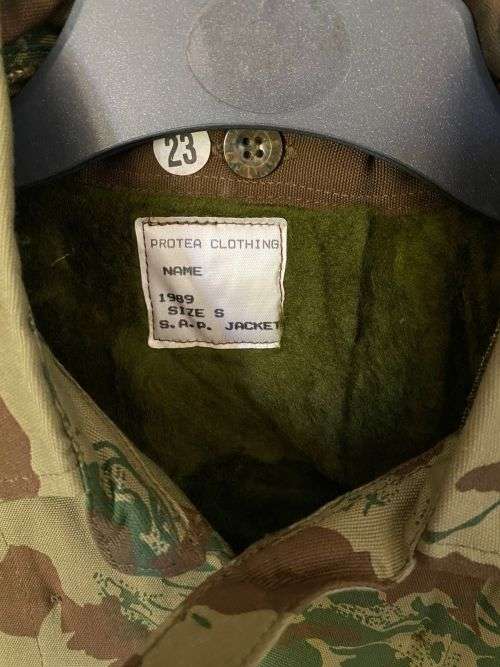 23
PROTEA CLOTHING
NAME
1989
SIZE S
S.A.P. JACKET